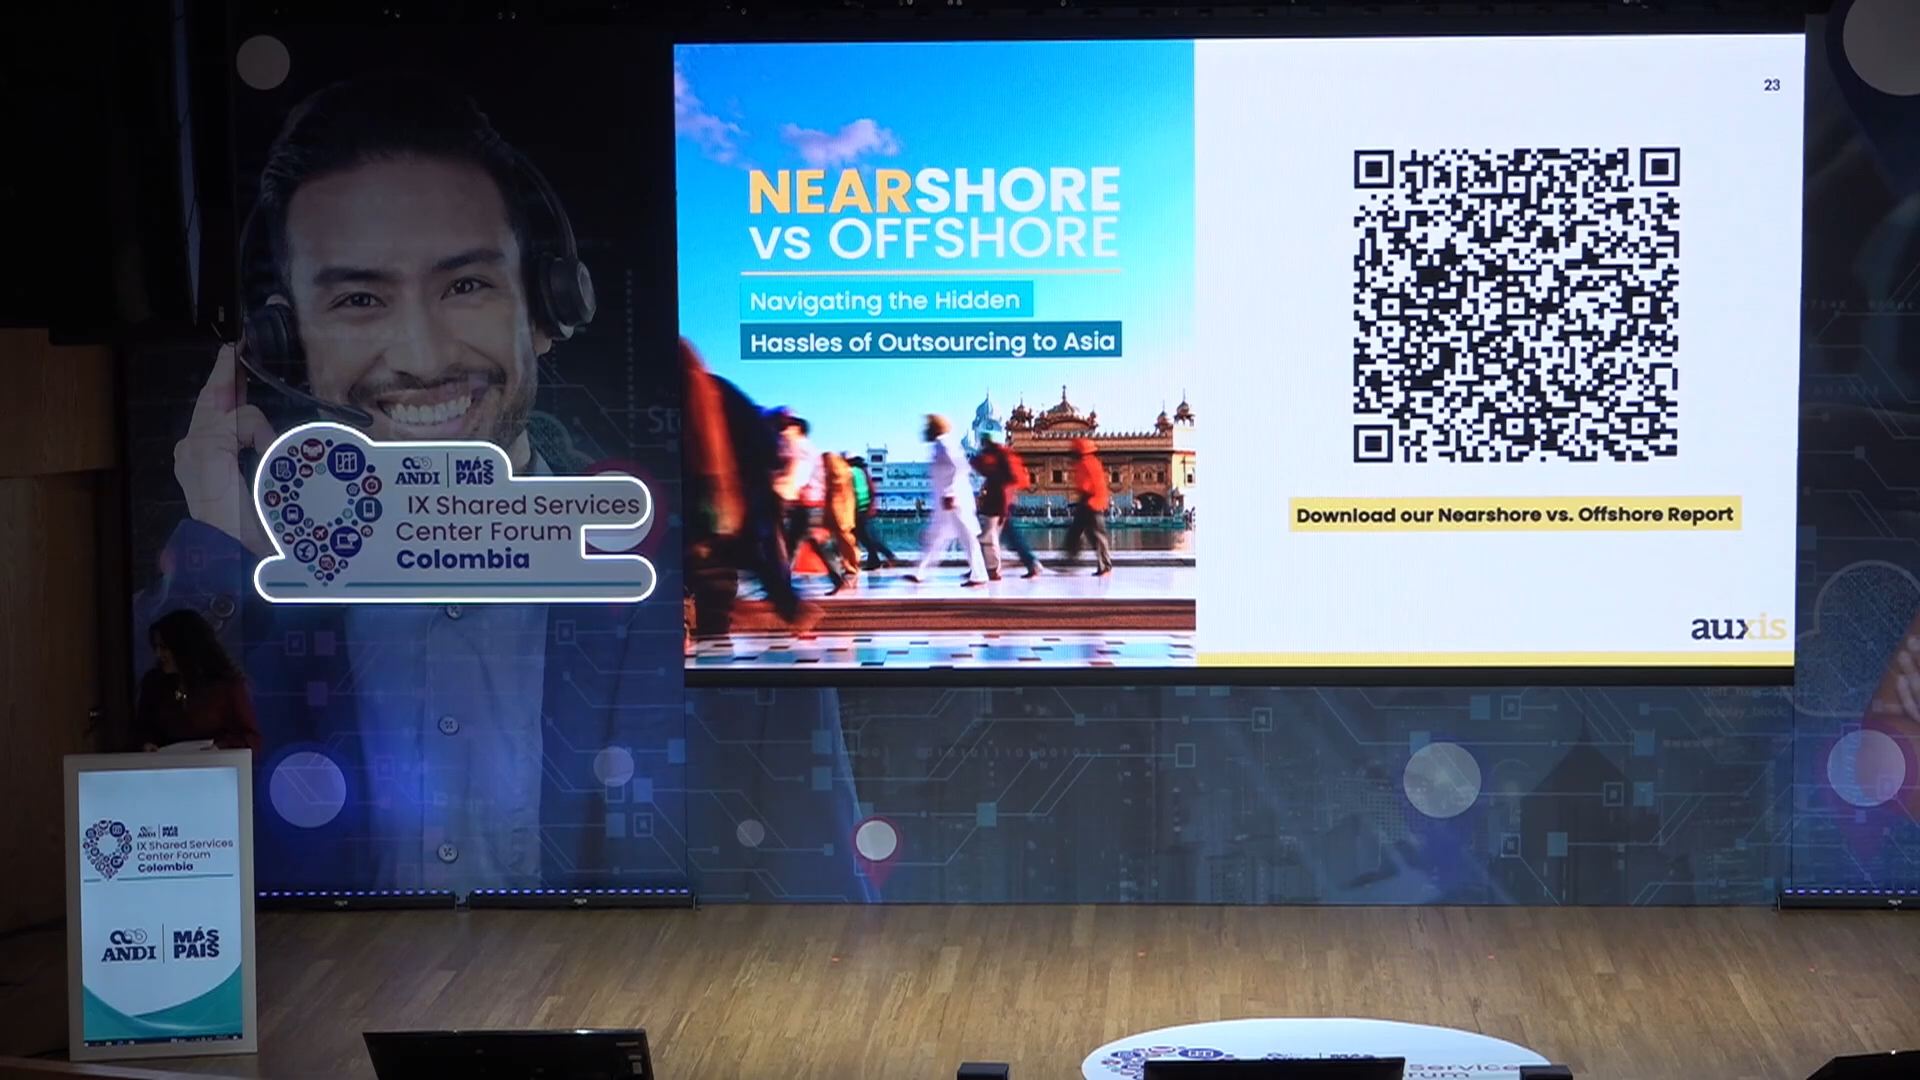 23
NEARSHORE
VS OFFSHORE
Navigating the Hidden
Hassles of Outsourcing to Asia
Download our Nearshore vs. Offshore Report
auxis
ANDI
MÁS
PAÍS
IX Shared Services
Center Forum
Colombia
ANDI
MÁS
PAÍS
IX Shared Services
Center Forum
Colombia
ANDI
MÁS
PAÍS